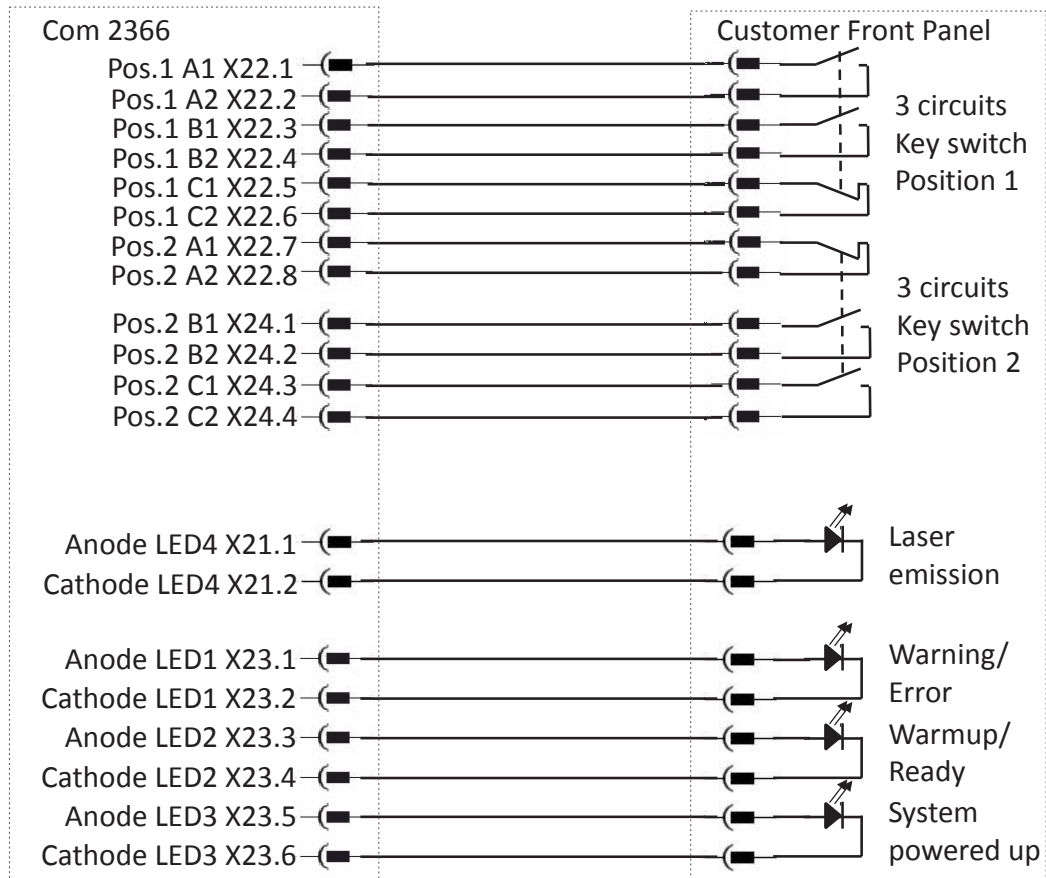 Com 2366
Customer Front Panel
Pos.1 A1 X22.1
Pos.1 A2 X22.2
Pos.1 B1 X22.3
Pos.1 B2 X22.4
Pos.1 C1 X22.5
Pos.1 C2 X22.6
Pos.2 A1 X22.7
Pos.2 A2 X22.8
3 circuits
Key switch
Position 1
Pos.2 B1 X24.1
Pos.2 B2 X24.2
Pos.2 C1 X24.3
Pos.2 C2 X24.4
3 circuits
Key switch
Position 2
Anode LED4 X21.1
Cathode LED4 X21.2
Laser
emission
Anode LED1 X23.1
Cathode LED1 X23.2
Warning/
Error
Anode LED2 X23.3
Cathode LED2 X23.4
Warmup/
Ready
Anode LED3 X23.5
Cathode LED3 X23.6
System
powered up